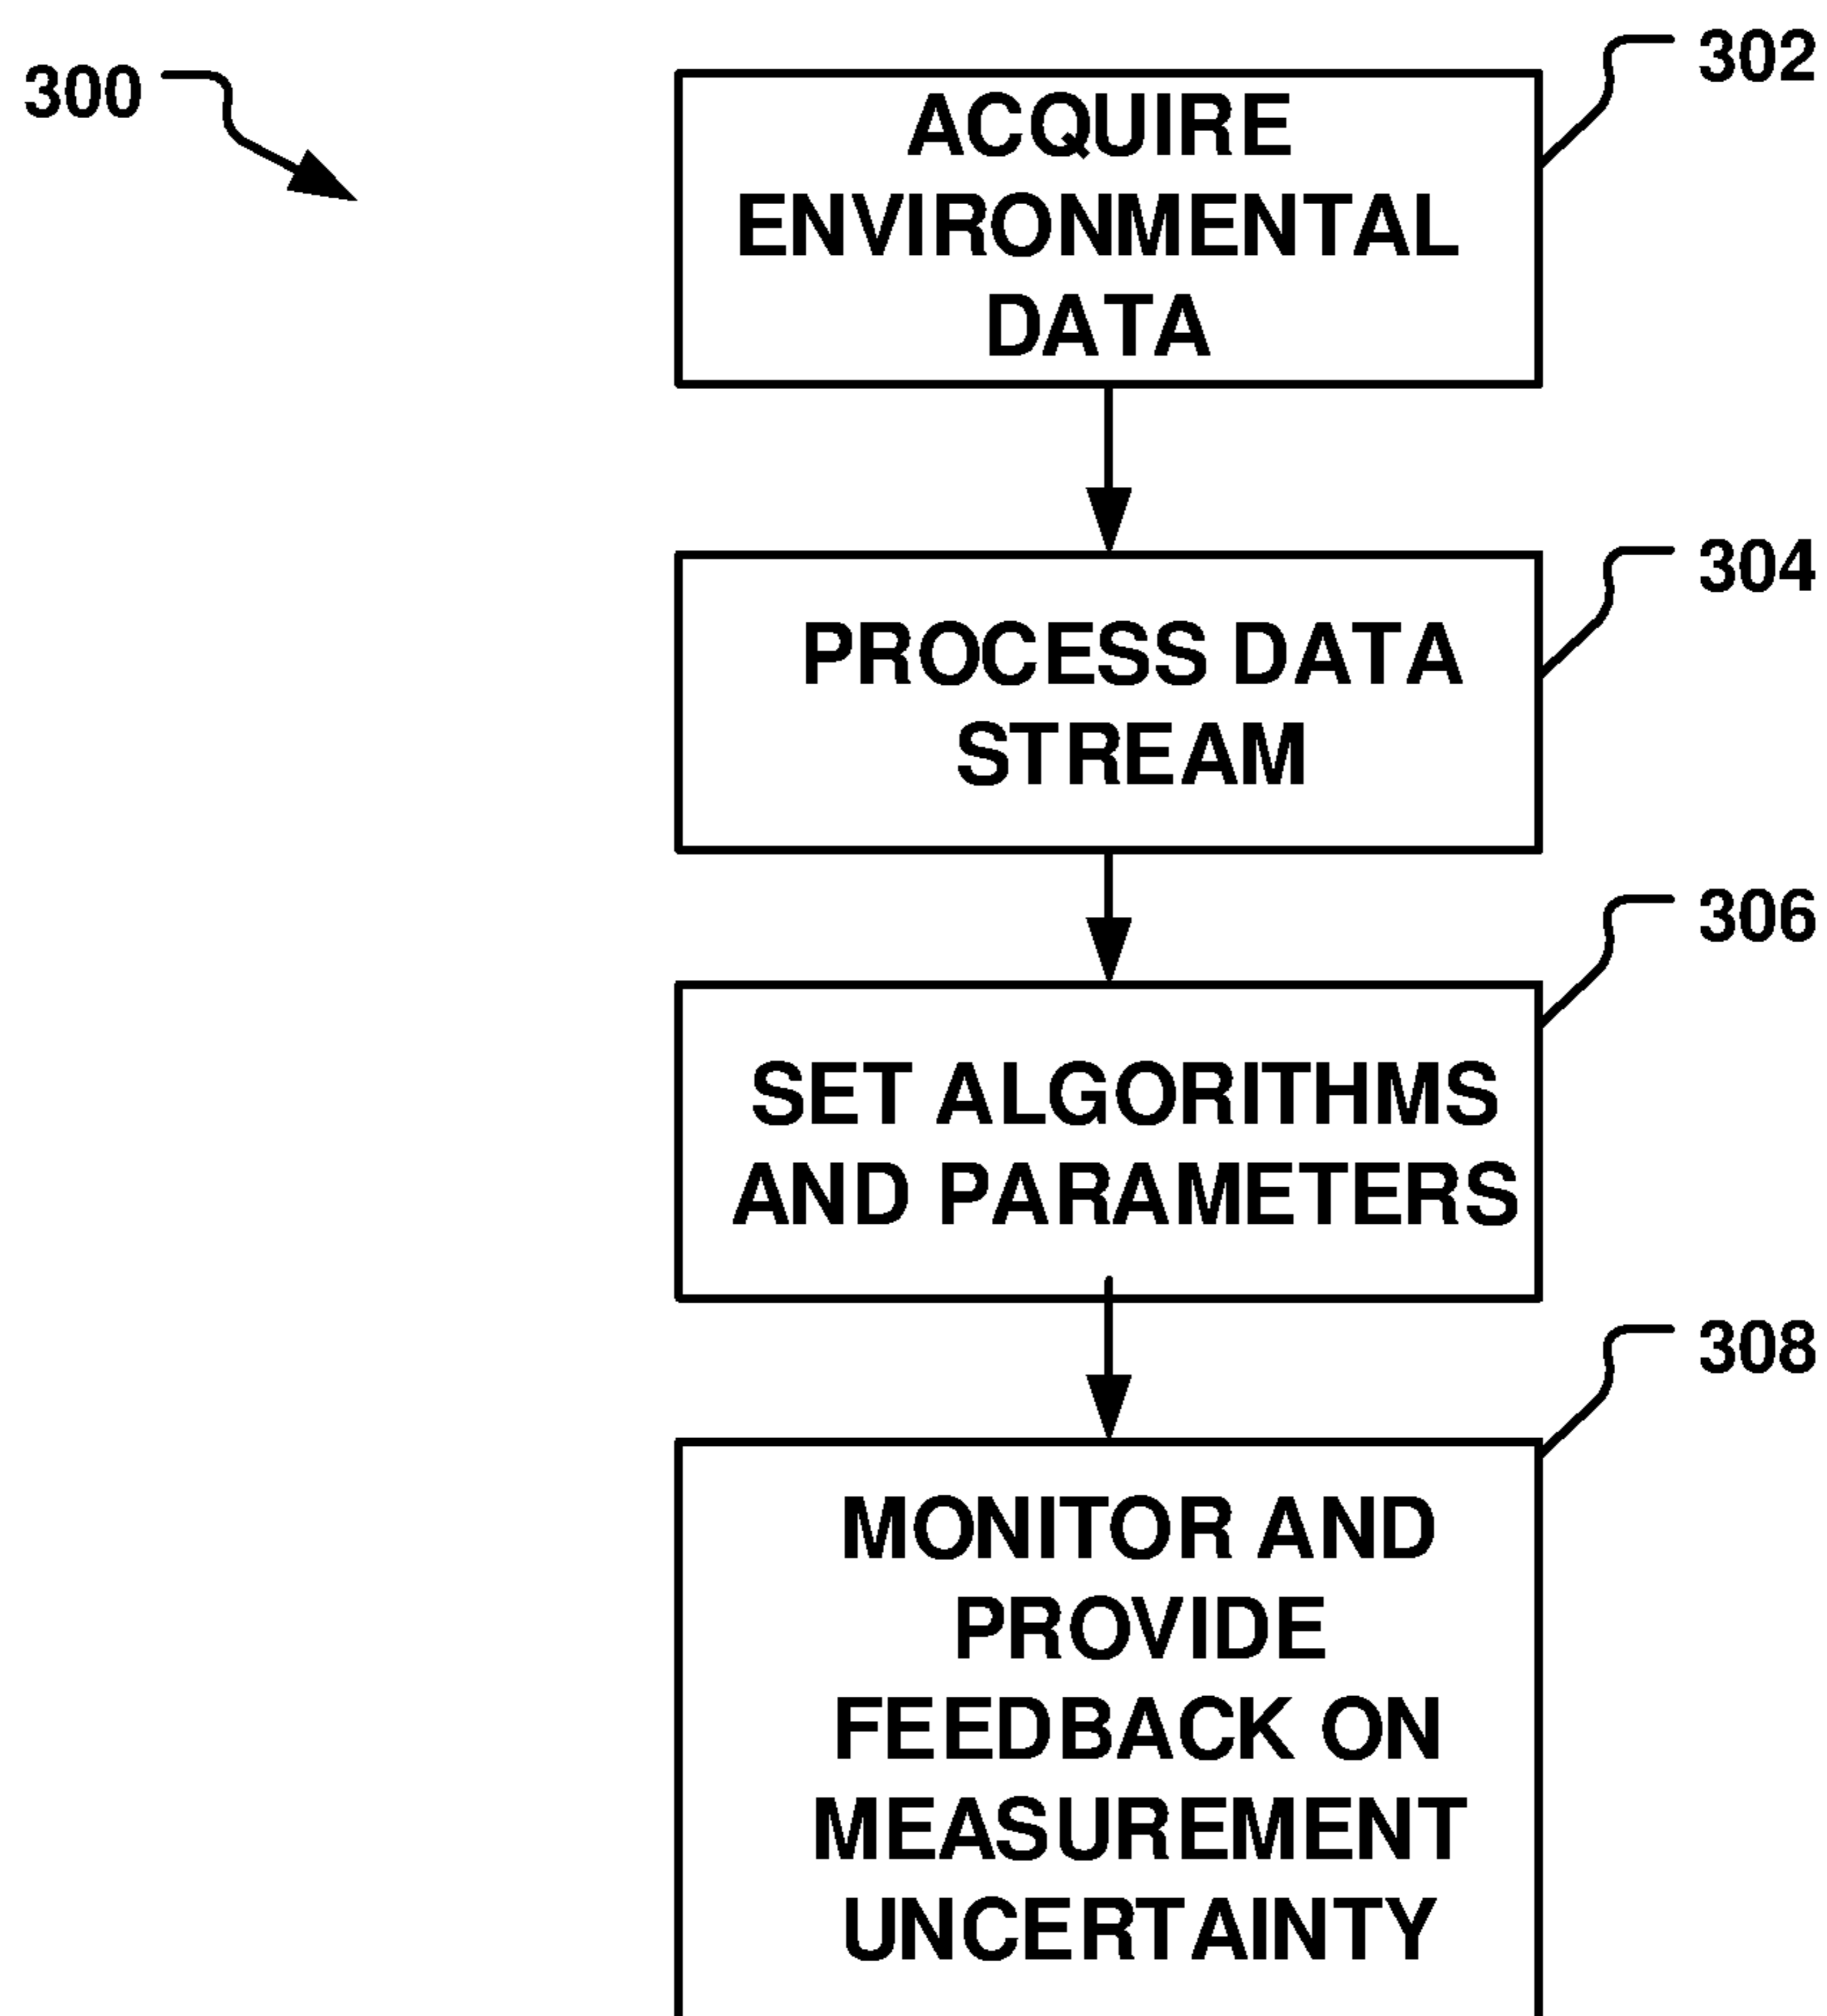 300
302
ACQUIRE
ENVIRONMENTAL
DATA
304
PROCESS DATA
STREAM
306
SET ALGORITHMS
AND PARAMETERS
308
MONITOR AND
PROVIDE
FEEDBACK ON
MEASUREMENT
UNCERTAINTY